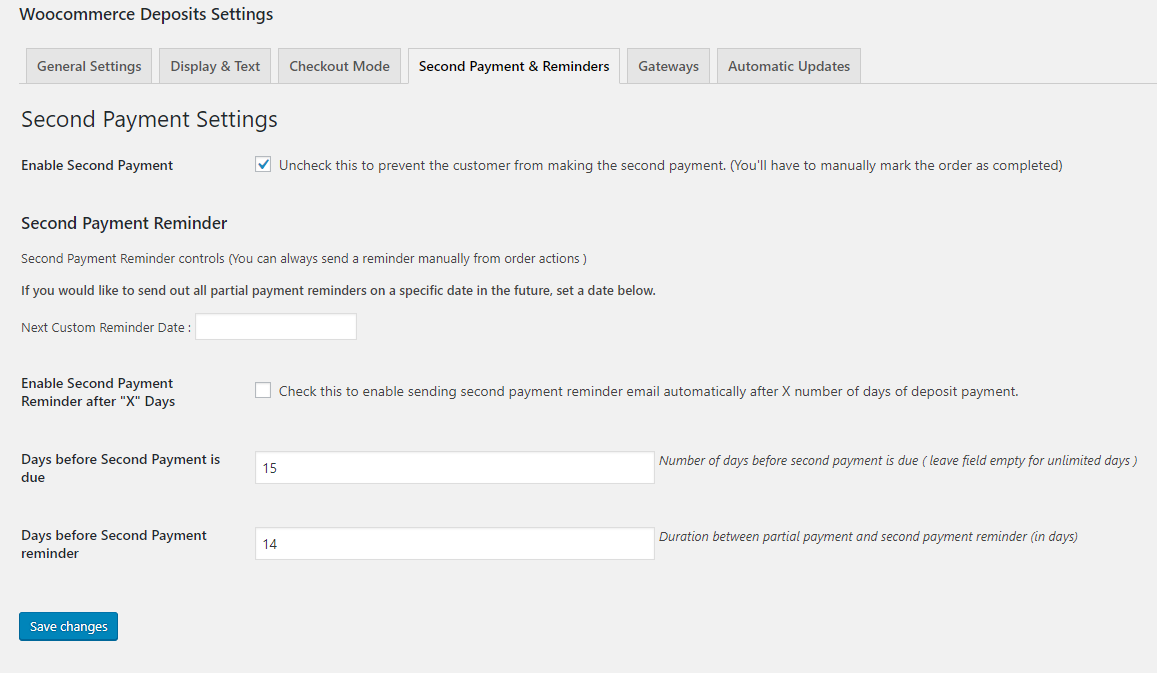 Woocommerce Deposits Settings
General Settings Display & Text Checkout Mode Second Payment & Reminders Gateways Automatic Updates
Second Payment Settings
Enable Second Payment Uncheck this to prevent the customer from making the second payment. (You'll have to manually mark the order as completed)
Second Payment Reminder
Second Payment Reminder controls (You can always send a reminder manually from order actions )
If you would like to send out all partial payment reminders on a specific date in the future, set a date below.
Next Custom Reminder Date :
Enable Second Payment
Reminder after "X" Days
Check this to enable sending second payment reminder email automatically after X number of days of deposit payment.
Days before Second Payment is
due
15
Number of days before second payment is due ( leave field empty for unlimited days )
Days before Second Payment
reminder
14
Duration between partial payment and second payment reminder (in days)
Save changes